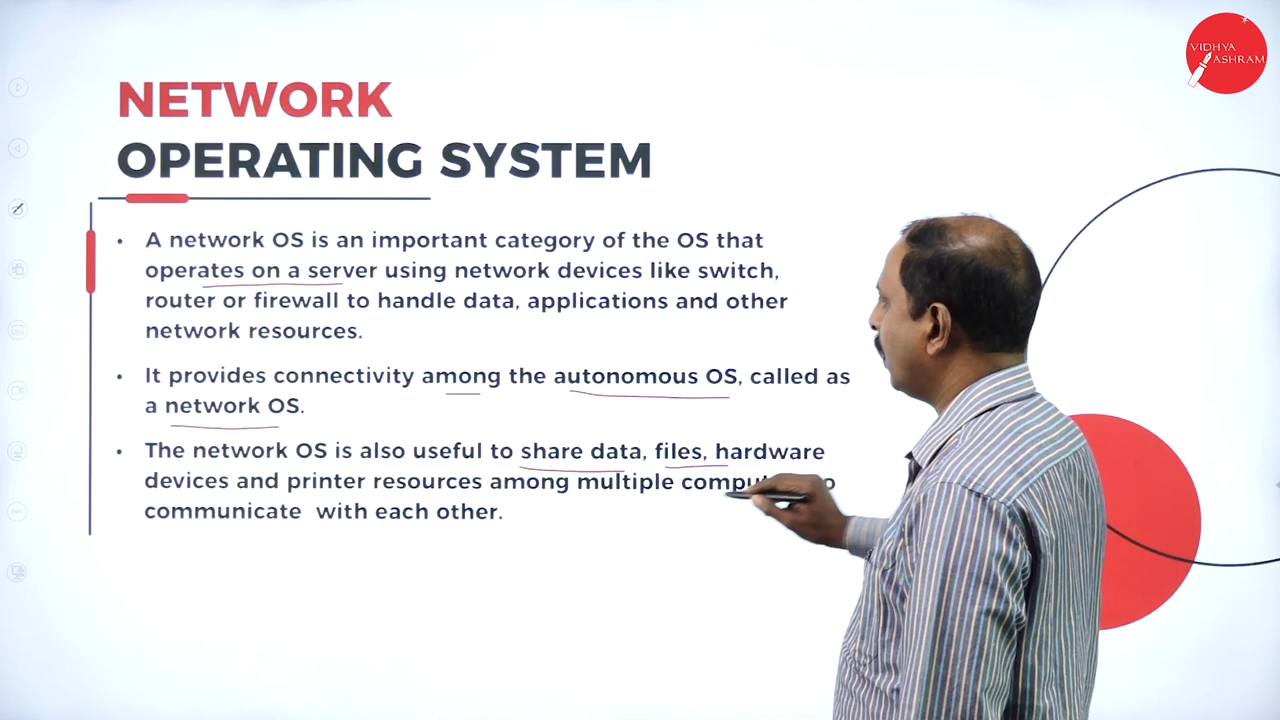 VIDHYA
ASHRAM
NETWORK
OPERATING SYSTEM
• A network OS is an important category of the OS that
operates on a server using network devices like switch,
router or firewall to handle data, applications and other
network resources.
• It provides connectivity among the autonomous OS, called as
a network OS.
• The network OS is also useful to share data, files, hardware
devices and printer resources among multiple
communicate with each other.